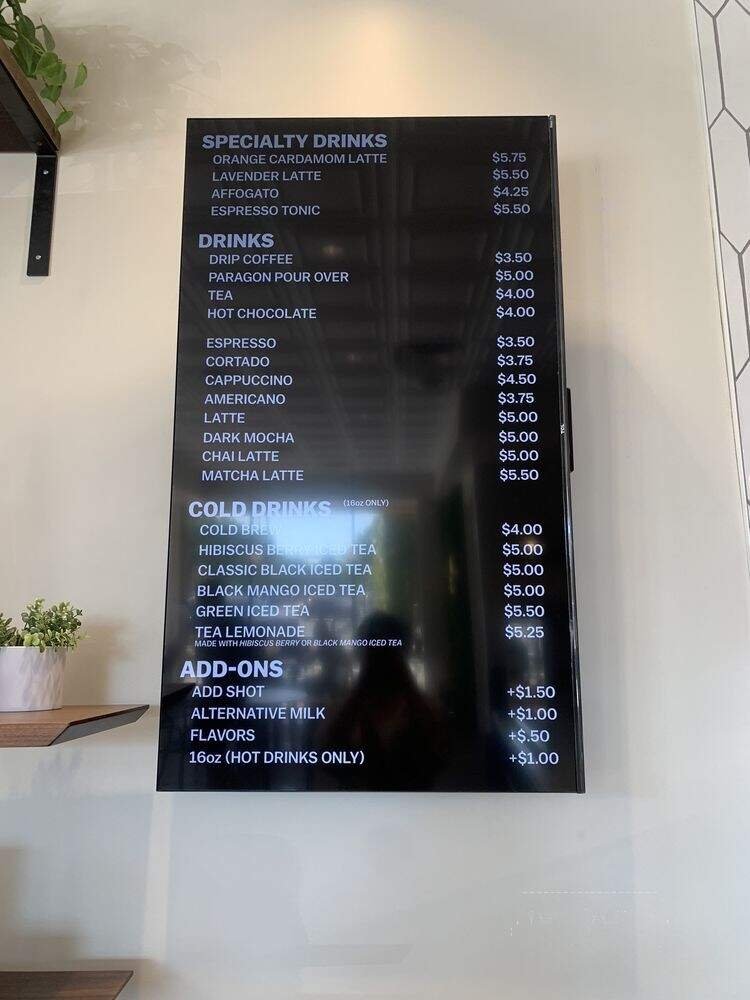 SPECIALTY DRINKS
ORANGE CARDAMOM LATTE $5.75
LAVENDER LATTE $5.50
AFFOGATO $4.25
ESPRESSO TONIC $5.50
DRINKS
DRIP COFFEE $3.50
PARAGON POUR OVER $5.00
TEA $4.00
HOT CHOCOLATE $4.00
ESPRESSO $3.50
CORTADO $3.75
CAPPUCCINO $4.50
AMERICANO $3.75
LATTE $5.00
DARK MOCHA $5.00
CHAI LATTE $5.00
MATCHA LATTE $5.50
COLD DRINKS (16oz ONLY)
COLD BREW $4.00
HIBISCUS BERRY ICED TEA $5.00
CLASSIC BLACK ICED TEA $5.00
BLACK MANGO ICED TEA $5.00
GREEN ICED TEA $5.50
TEA LEMONADE $5.25
MADE WITH HIBISCUS BERRY OR BLACK MANGO ICED TEA
ADD-ONS
ADD SHOT +$1.50
ALTERNATIVE MILK +$1.00
FLAVORS +$.50
16oz (HOT DRINKS ONLY) +$1.00
TCL